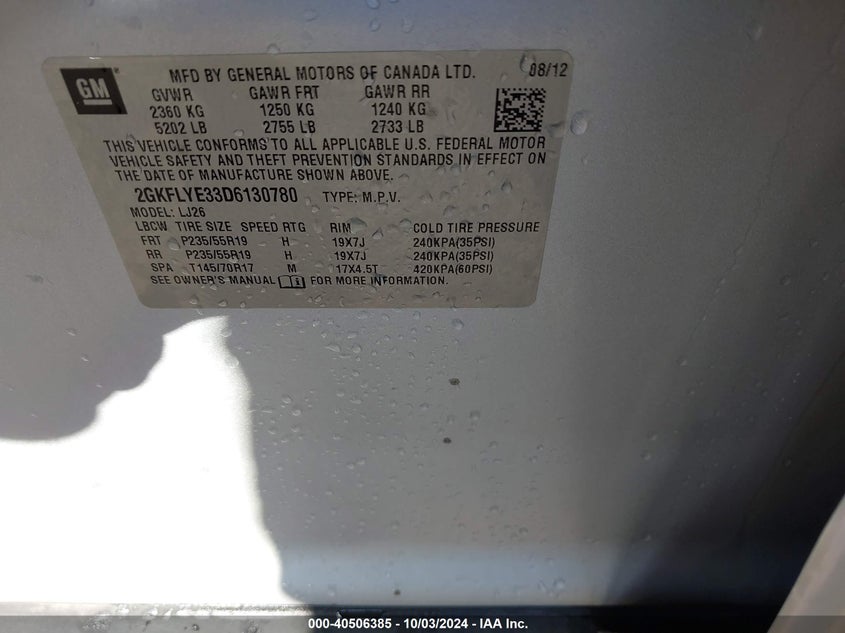 GM
MFD BY GENERAL MOTORS OF CANADA LTD. 08/12
GVWR GAWR FRT GAWR RR
2360 KG 1250 KG 1240 KG
5202 LB 2755 LB 2733 LB
THIS VEHICLE CONFORMS TO ALL APPLICABLE U.S. FEDERAL MOTOR
VEHICLE SAFETY AND THEFT PREVENTION STANDARDS IN EFFECT ON
THE DATE OF MANUFACTURE SHOWN ABOVE.
2GKFLYE33D6130780 TYPE: M.P.V.
MODEL: LJ26
LBCW TIRE SIZE SPEED RTG RIM COLD TIRE PRESSURE
FRT P235/55R19 H 19X7J 240KPA(35PSI)
RR P235/55R19 H 19X7J 240KPA(35PSI)
SPA T145/70R17 M 17X4.5T 420KPA(60PSI)
SEE OWNER'S MANUAL FOR MORE INFORMATION.
000-40506385 - 10/03/2024 - IAA Inc.